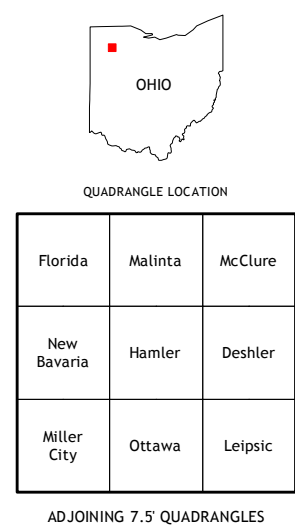 OHIO
QUADRANGLE LOCATION
Florida Malinta McClure
New Bavaria Hamler Deshler
Miller City Ottawa Leipsic
ADJOINING 7.5' QUADRANGLES